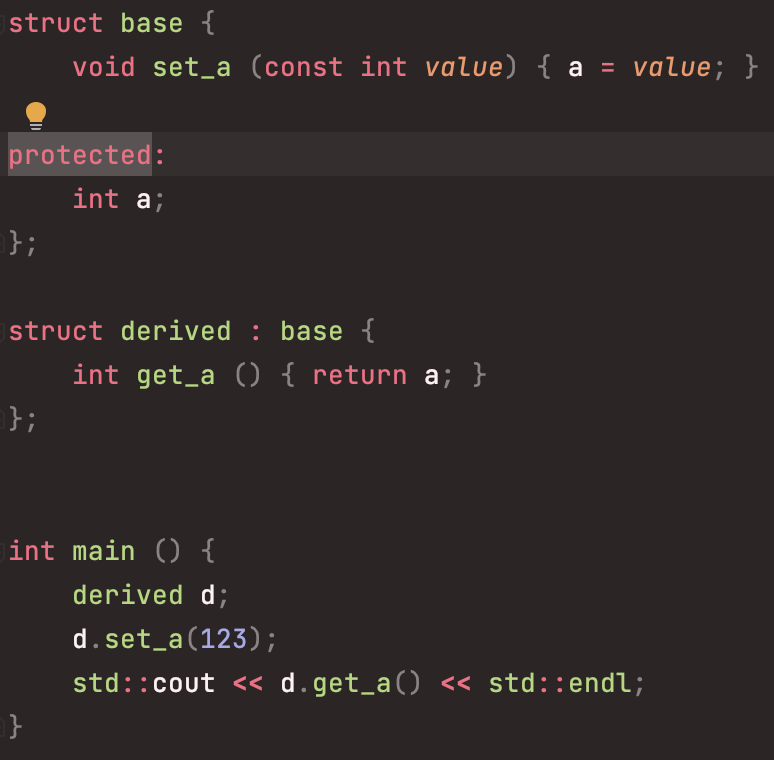 struct base {
    void set_a (const int value) { a = value; }
protected:
    int a;
};
struct derived : base {
    int get_a () { return a; }
};
int main () {
    derived d;
    d.set_a(123);
    std::cout << d.get_a() << std::endl;
}